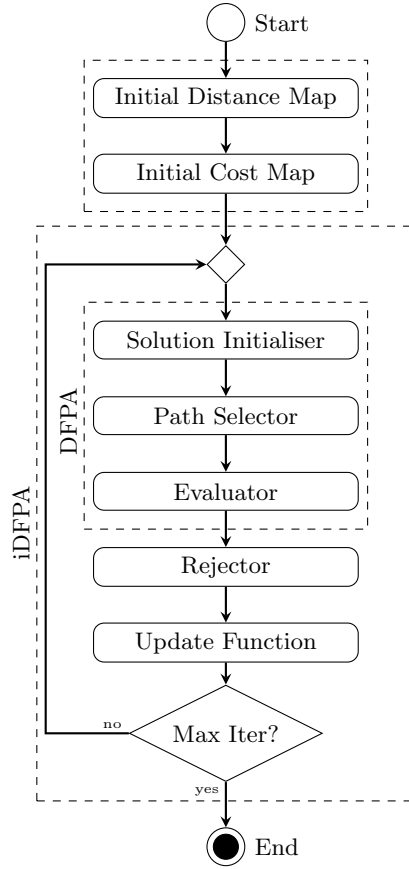 Start
Initial Distance Map
Initial Cost Map
Solution Initialiser
DFPA
Path Selector
Evaluator
iDFPA
Rejector
Update Function
no
Max Iter?
yes
End